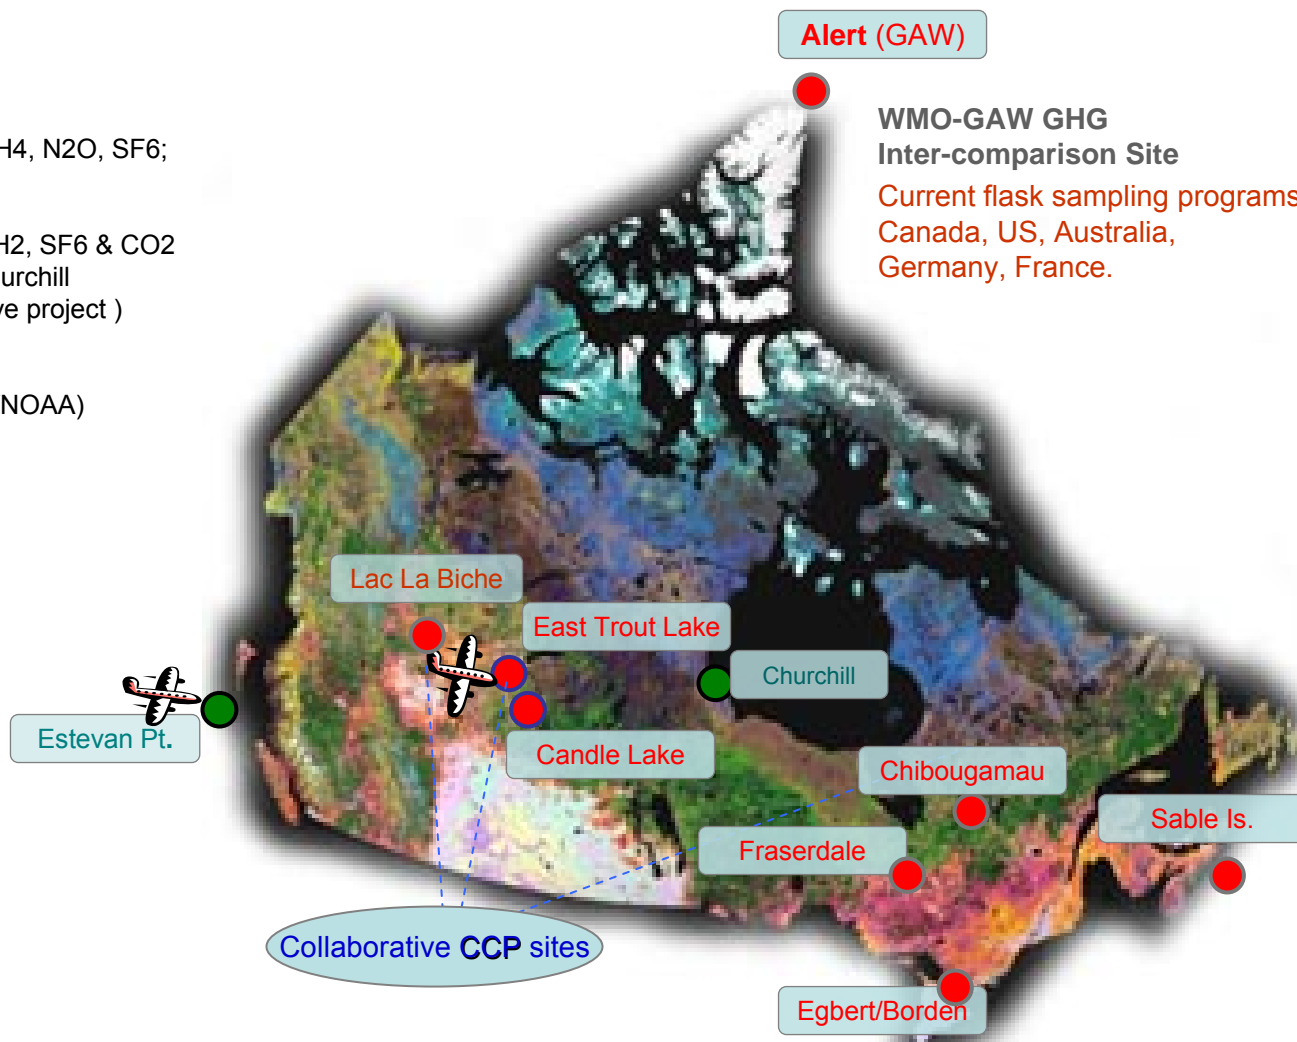 Alert (GAW)
WMO-GAW GHG
Inter-comparison Site
Current flask sampling programs
Canada, US, Australia,
Germany, France.
H4, N2O, SF6;
H2, SF6 & CO2
urchill
ve project )
NOAA)
Lac La Biche
East Trout Lake
Churchill
Estevan Pt.
Candle Lake
Chibougamau
Sable Is.
Fraserdale
Collaborative CCP sites
Egbert/Borden